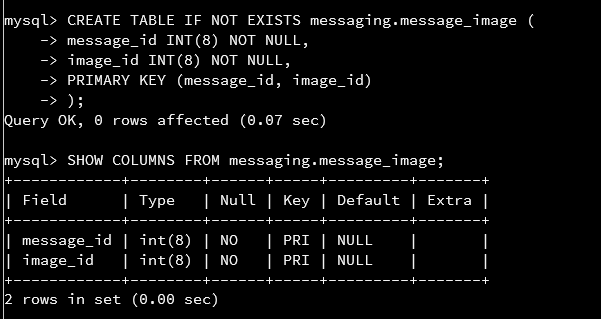 mysql> CREATE TABLE IF NOT EXISTS messaging.message_image (
    -> message_id INT(8) NOT NULL,
    -> image_id INT(8) NOT NULL,
    -> PRIMARY KEY (message_id, image_id)
    -> );
Query OK, 0 rows affected (0.07 sec)

mysql> SHOW COLUMNS FROM messaging.message_image;
+------------+--------+------+-----+---------+-------+
| Field      | Type   | Null | Key | Default | Extra |
+------------+--------+------+-----+---------+-------+
| message_id | int(8) | NO   | PRI | NULL    |       |
| image_id   | int(8) | NO   | PRI | NULL    |       |
+------------+--------+------+-----+---------+-------+
2 rows in set (0.00 sec)